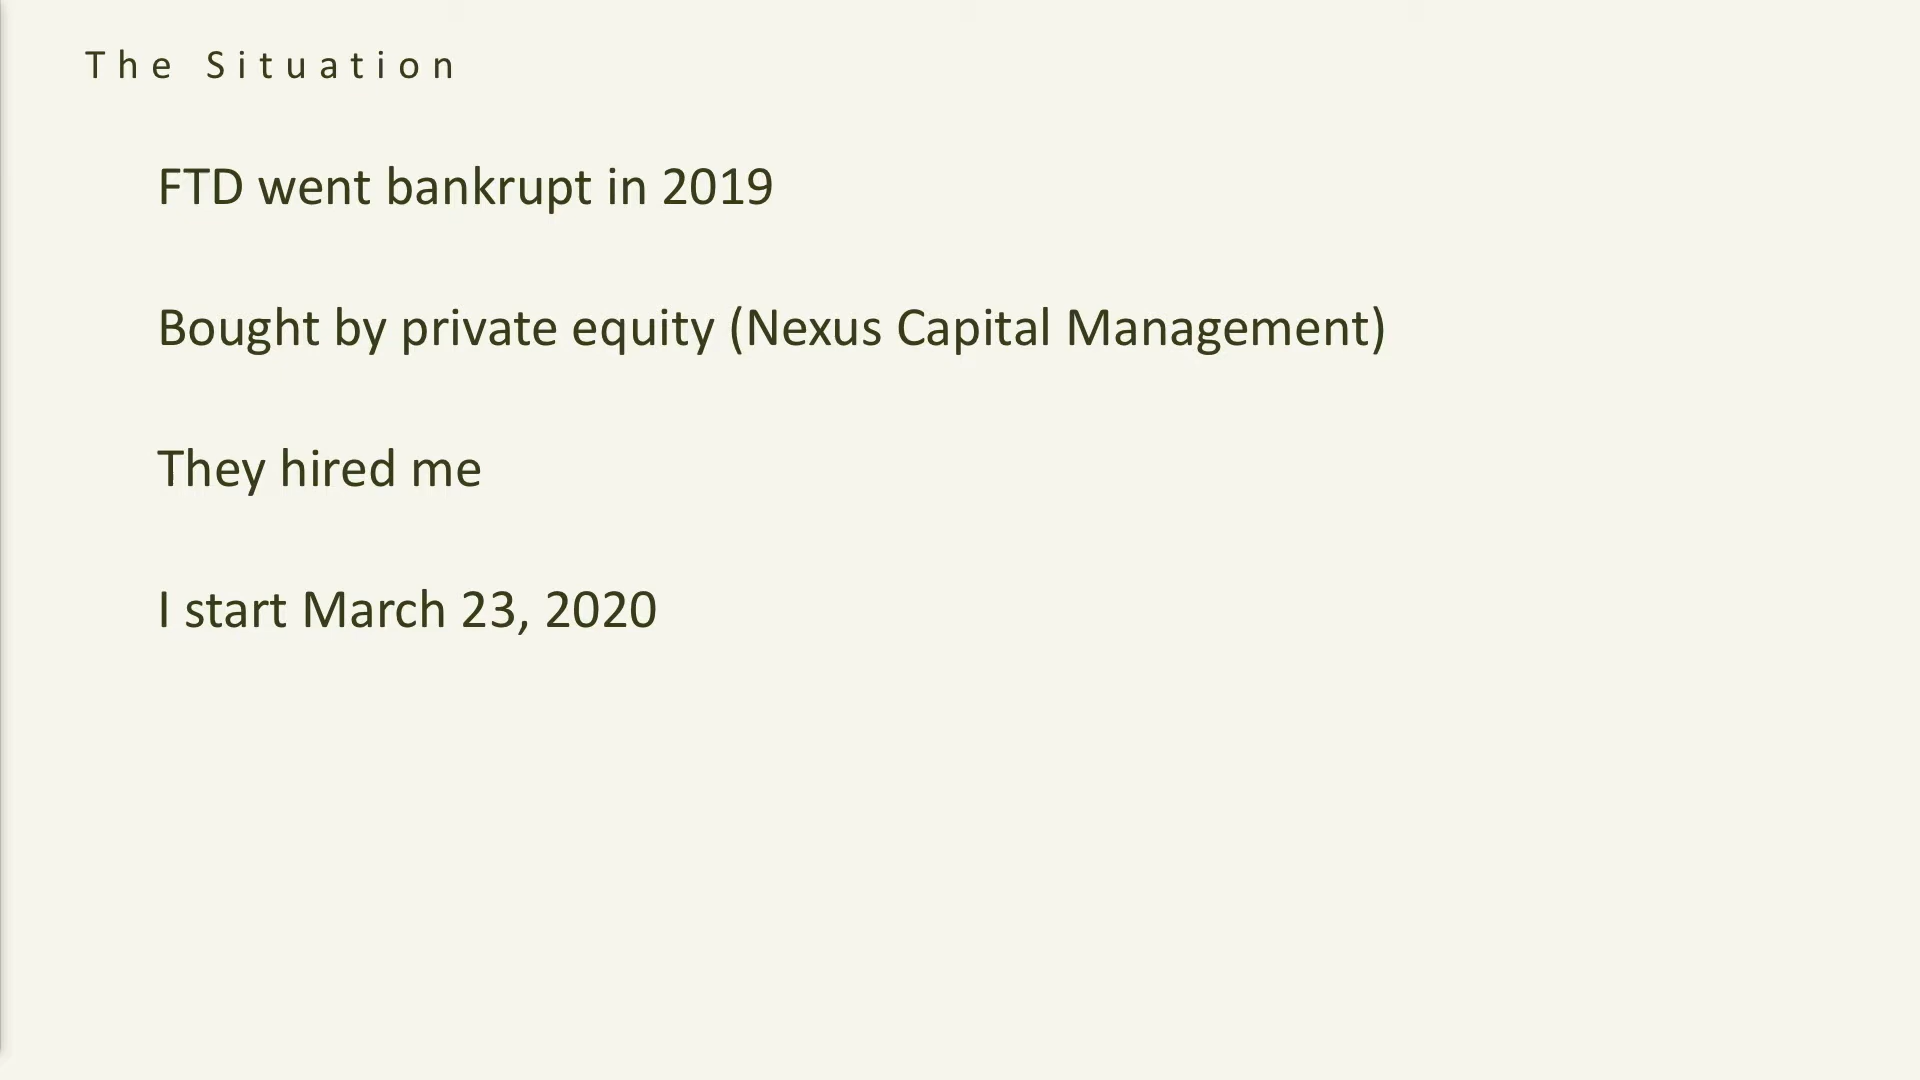 The Situation
FTD went bankrupt in 2019
Bought by private equity (Nexus Capital Management)
They hired me
I start March 23, 2020